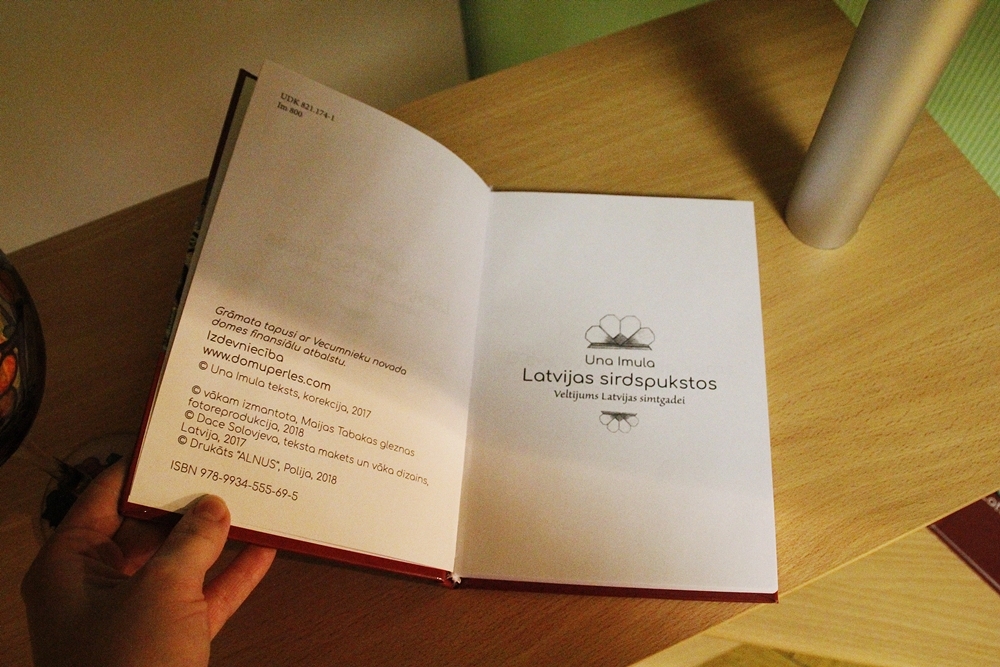 UDK 821.174-1
Im 800
Grāmata tapusi ar Vecumnieku novada
domes finansiālu atbalstu.
Izdevniecība
www.domuperles.com
© Una Imula teksts, korekcija, 2017
© vākam izmantota, Maijas Tabakas gleznas
fotoreprodukcija, 2018
© Dace Solovjeva, teksta makets un vāka dizains,
Latvija, 2017
© Drukāts "ALNUS", Polija, 2018
ISBN 978-9934-555-69-5
Una Imula
Latvijas sirdspukstos
Veltījums Latvijas simtgadei